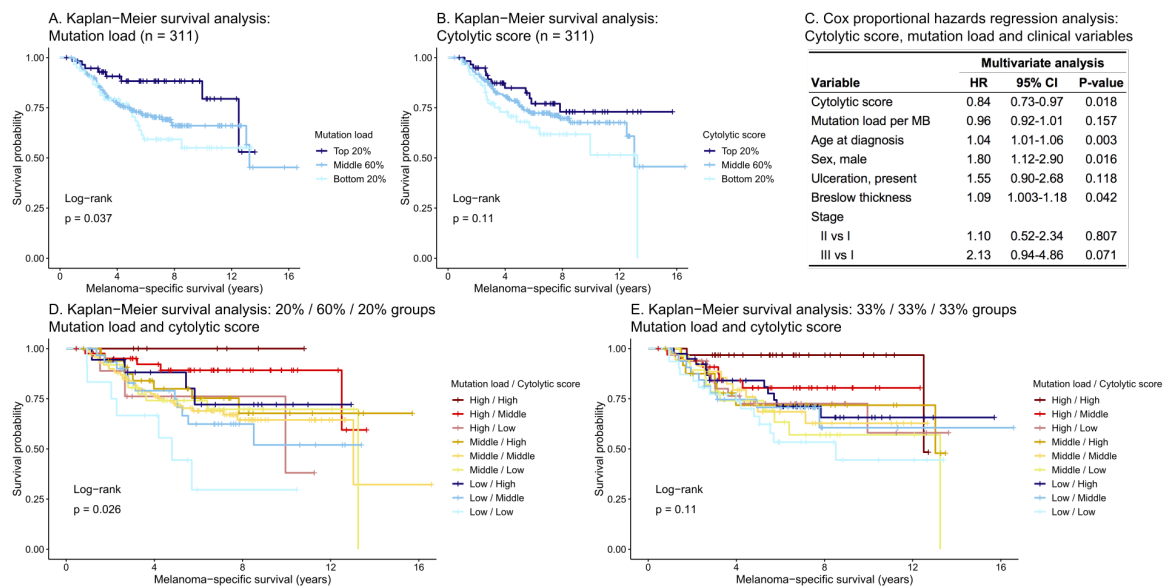 A. Kaplan−Meier survival analysis:
Mutation load (n = 311)
Survival probability
1.00
0.75
0.50
0.25
0.00
0 4 8 12 16
Melanoma−specific survival (years)
Log−rank
p = 0.037
Mutation load
Top 20%
Middle 60%
Bottom 20%
B. Kaplan−Meier survival analysis:
Cytolytic score (n = 311)
Survival probability
1.00
0.75
0.50
0.25
0.00
0 4 8 12 16
Melanoma−specific survival (years)
Log−rank
p = 0.11
Cytolytic score
Top 20%
Middle 60%
Bottom 20%
C. Cox proportional hazards regression analysis:
Cytolytic score, mutation load and clinical variables
Multivariate analysis
Variable HR 95% CI P-value
Cytolytic score 0.84 0.73-0.97 0.018
Mutation load per MB 0.96 0.92-1.01 0.157
Age at diagnosis 1.04 1.01-1.06 0.003
Sex, male 1.80 1.12-2.90 0.016
Ulceration, present 1.55 0.90-2.68 0.118
Breslow thickness 1.09 1.003-1.18 0.042
Stage
II vs I 1.10 0.52-2.34 0.807
III vs I 2.13 0.94-4.86 0.071
D. Kaplan−Meier survival analysis: 20% / 60% / 20% groups
Mutation load and cytolytic score
Survival probability
1.00
0.75
0.50
0.25
0.00
0 4 8 12 16
Melanoma−specific survival (years)
Log−rank
p = 0.026
Mutation load / Cytolytic score
High / High
High / Middle
High / Low
Middle / High
Middle / Middle
Middle / Low
Low / High
Low / Middle
Low / Low
E. Kaplan−Meier survival analysis: 33% / 33% / 33% groups
Mutation load and cytolytic score
Survival probability
1.00
0.75
0.50
0.25
0.00
0 4 8 12 16
Melanoma−specific survival (years)
Log−rank
p = 0.11
Mutation load / Cytolytic score
High / High
High / Middle
High / Low
Middle / High
Middle / Middle
Middle / Low
Low / High
Low / Middle
Low / Low